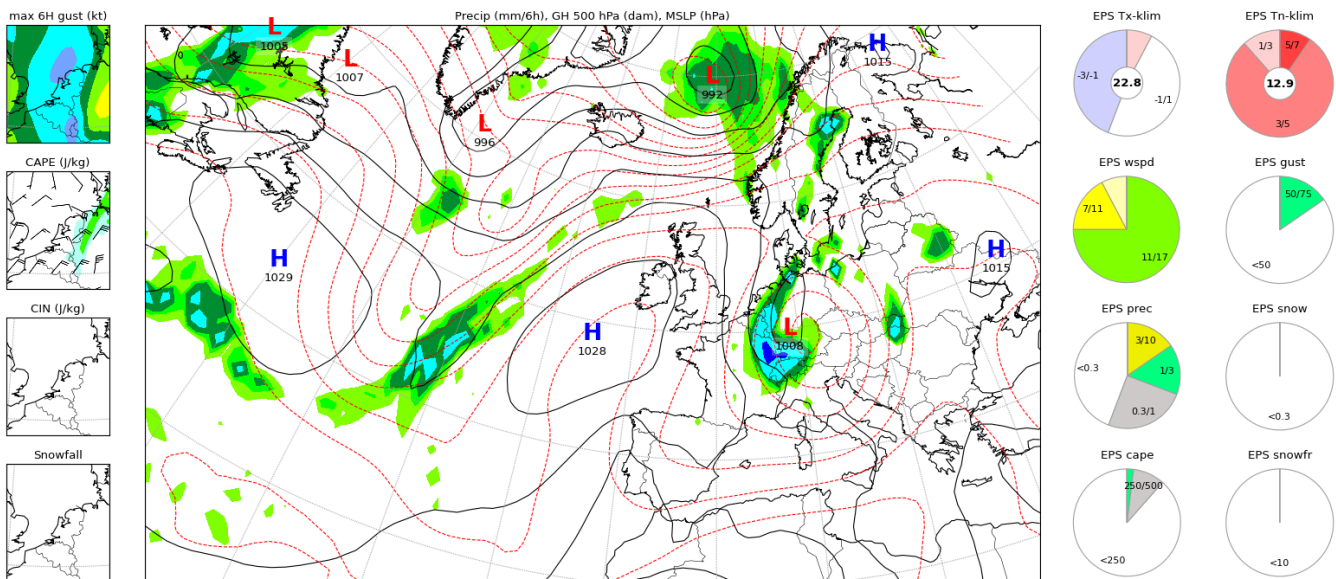 max 6H gust (kt)
Precip (mm/6h), GH 500 hPa (dam), MSLP (hPa)
EPS Tx-klim
EPS Tn-klim
L
1005
L
1007
L
996
L
992
H
1015
H
1029
H
1028
L
1008
H
1015
CAPE (J/kg)
CIN (J/kg)
Snowfall
-3/-1
22.8
-1/1
1/3
5/7
12.9
3/5
EPS wspd
EPS gust
7/11
11/17
50/75
<50
EPS prec
EPS snow
<0.3
3/10
1/3
0.3/1
<0.3
EPS cape
EPS snowfr
250/500
<250
<10